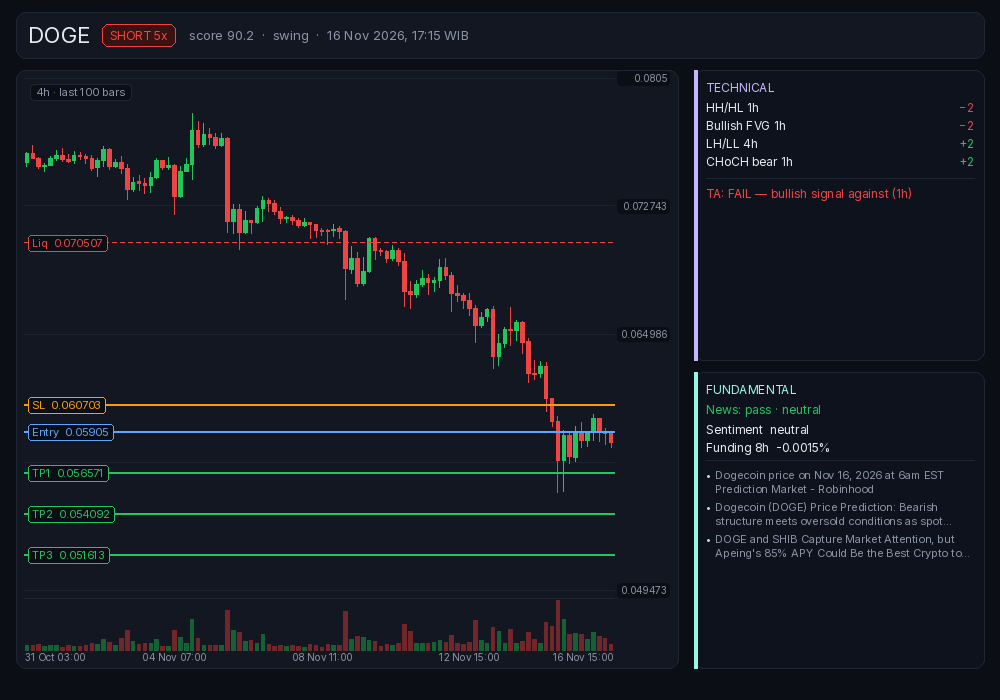 DOGE SHORT 5x score 90.2 · swing · 16 Nov 2026, 17:15 WIB
4h · last 100 bars
0.0805
0.072743
Liq 0.070507
0.064986
SL 0.060703
Entry 0.05905
TP1 0.056571
TP2 0.054092
TP3 0.051613
0.049473
31 Oct 03:00 04 Nov 07:00 08 Nov 11:00 12 Nov 15:00 16 Nov 15:00
TECHNICAL
HH/HL 1h −2
Bullish FVG 1h −2
LH/LL 4h +2
CHoCH bear 1h +2
TA: FAIL — bullish signal against (1h)
FUNDAMENTAL
News: pass · neutral
Sentiment neutral
Funding 8h -0.0015%
• Dogecoin price on Nov 16, 2026 at 6am EST
Prediction Market - Robinhood
• Dogecoin (DOGE) Price Prediction: Bearish
structure meets oversold conditions as spot…
• DOGE and SHIB Capture Market Attention, but
Apeing's 85% APY Could Be the Best Crypto to…